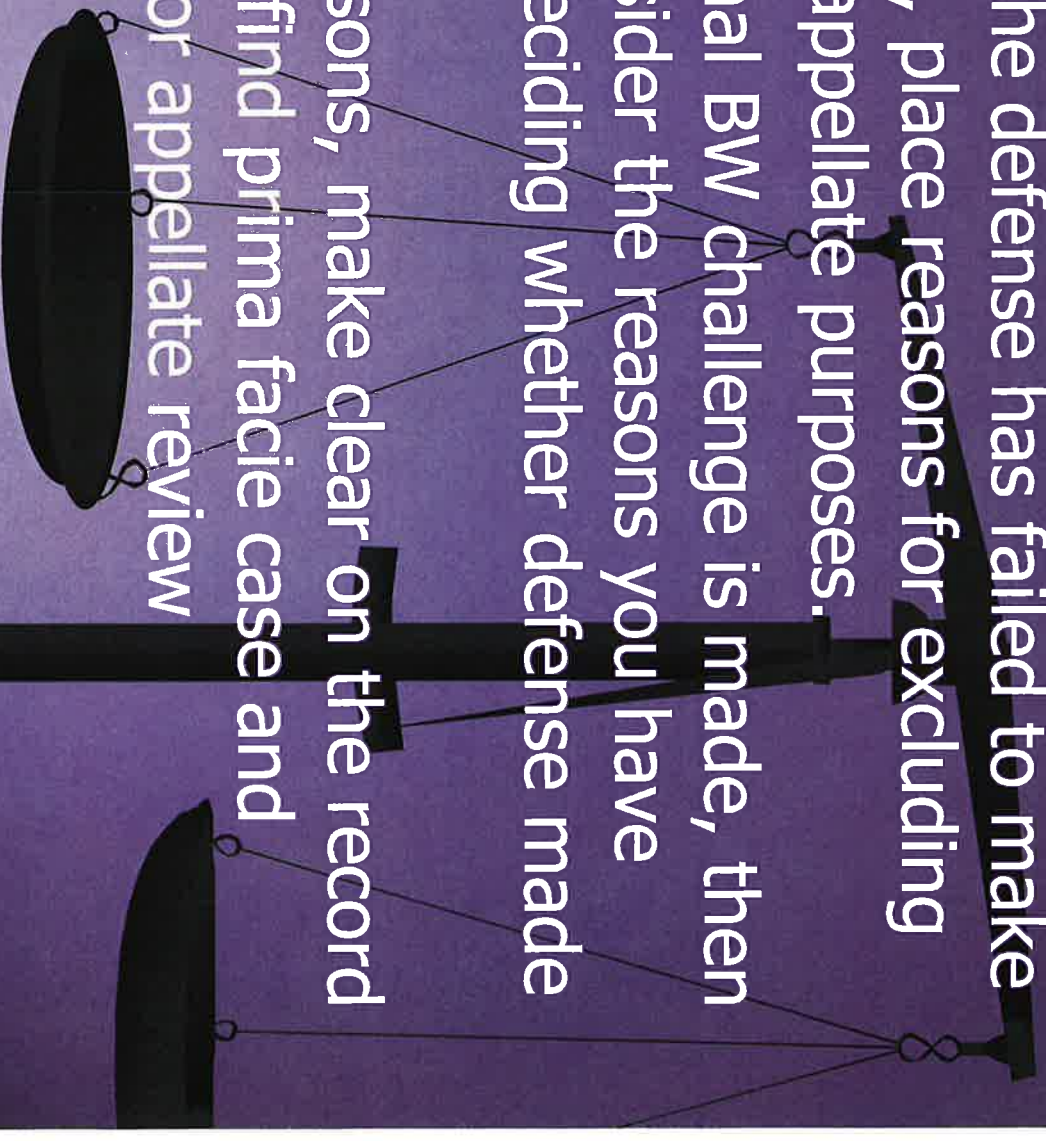 he defense has failed to make
, place reasons for excluding
appellate purposes.
nal BW challenge is made, then
sider the reasons you have
eciding whether defense made
sons, make clear on the record
find prima facie case and
or appellate review